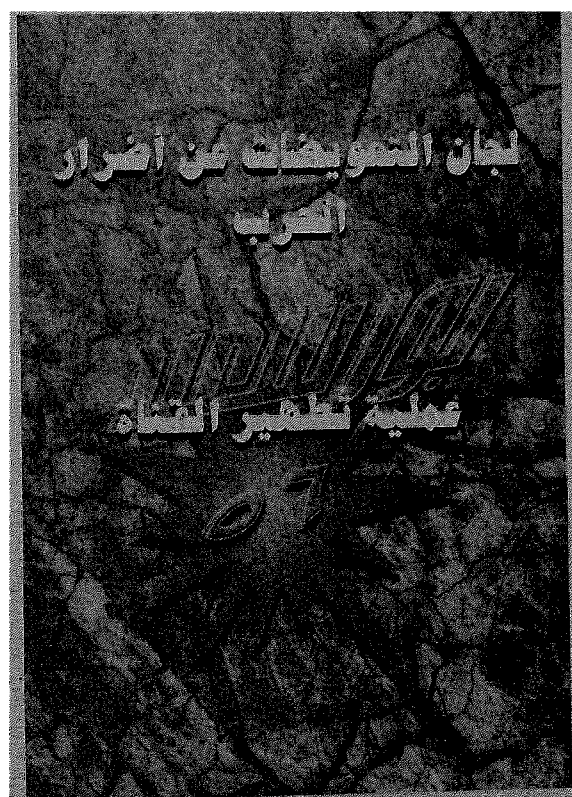 لجان التعويضات عن أضرار
الحرب
عملية تطهير القناة